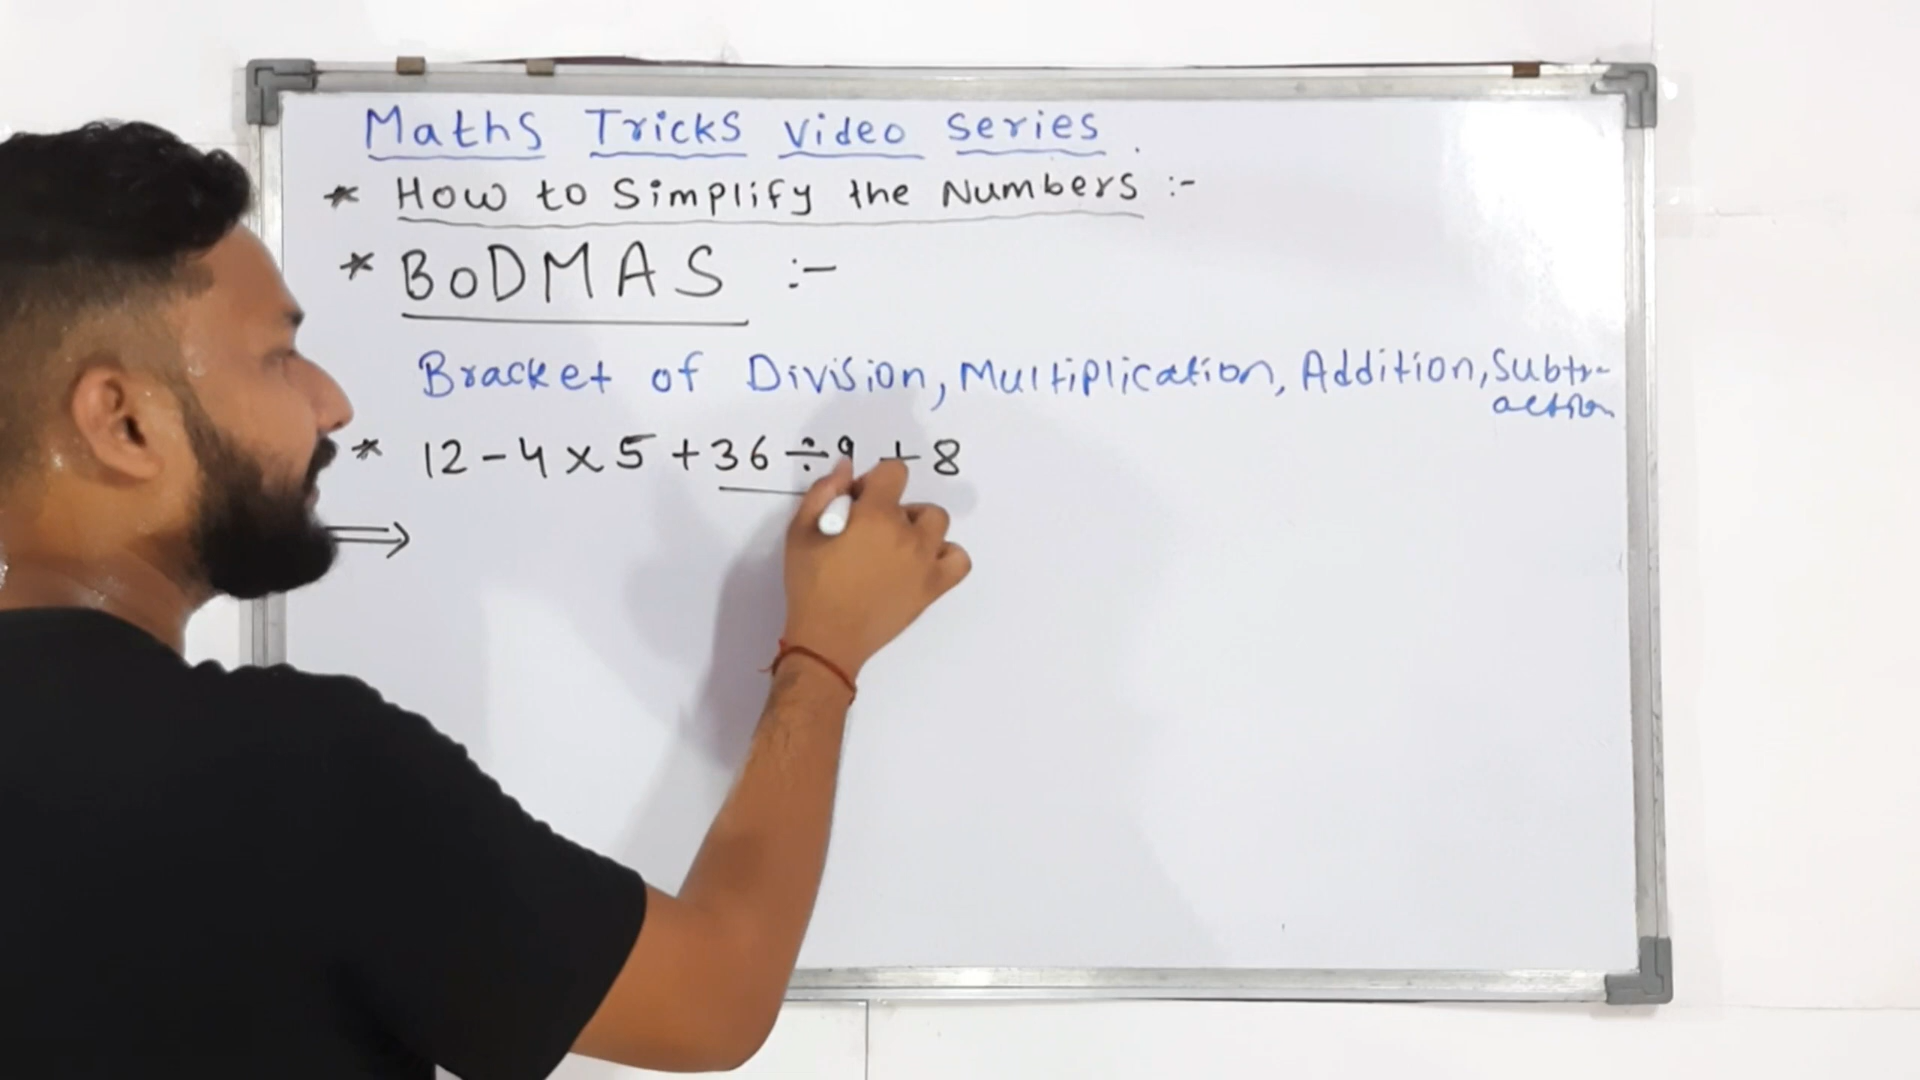 Maths Tricks Video Series.
* How to Simplify the Numbers :-
* BoDMAS :-
Bracket of Division, Multiplication, Addition, Subtr-
action
* 12 - 4 × 5 + 36 ÷ 9 + 8
⇒